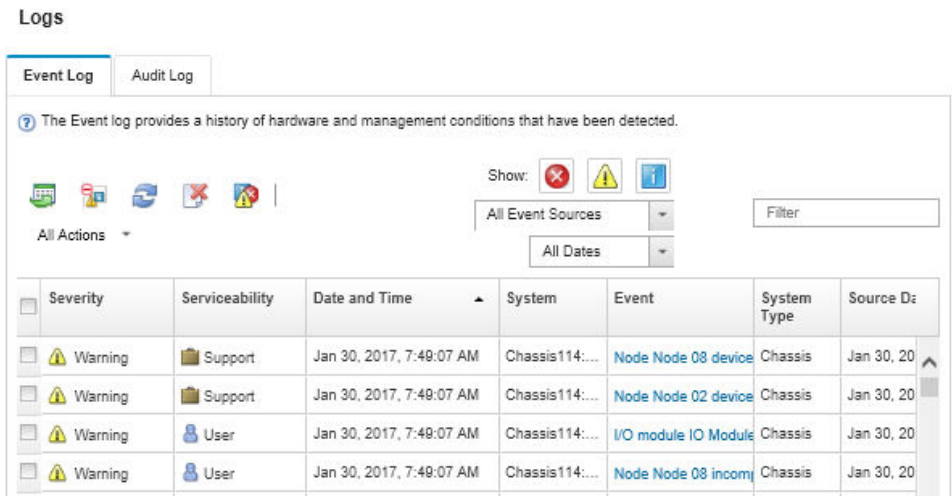 Logs
Event Log Audit Log
? The Event log provides a history of hardware and management conditions that have been detected.
Show:
All Event Sources Filter
All Actions
All Dates
Severity Serviceability Date and Time System Event System Type Source Da
Warning Support Jan 30, 2017, 7:49:07 AM Chassis114:... Node Node 08 device Chassis Jan 30, 20
Warning Support Jan 30, 2017, 7:49:07 AM Chassis114:... Node Node 02 device Chassis Jan 30, 20
Warning User Jan 30, 2017, 7:49:07 AM Chassis114:... I/O module IO Module Chassis Jan 30, 20
Warning User Jan 30, 2017, 7:49:07 AM Chassis114:... Node Node 08 incom Chassis Jan 30, 20